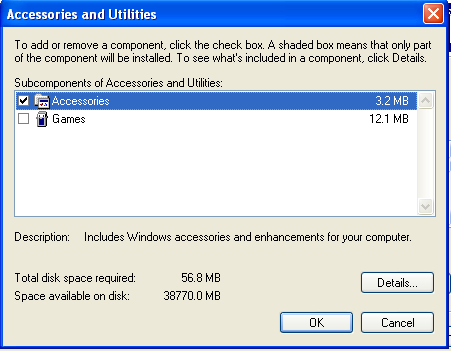 Accessories and Utilities
To add or remove a component, click the check box. A shaded box means that only part
of the component will be installed. To see what's included in a component, click Details.
Subcomponents of Accessories and Utilities:
Accessories 3.2 MB
Games 12.1 MB
Description: Includes Windows accessories and enhancements for your computer.
Total disk space required: 56.8 MB
Space available on disk: 38770.0 MB
Details...
OK Cancel